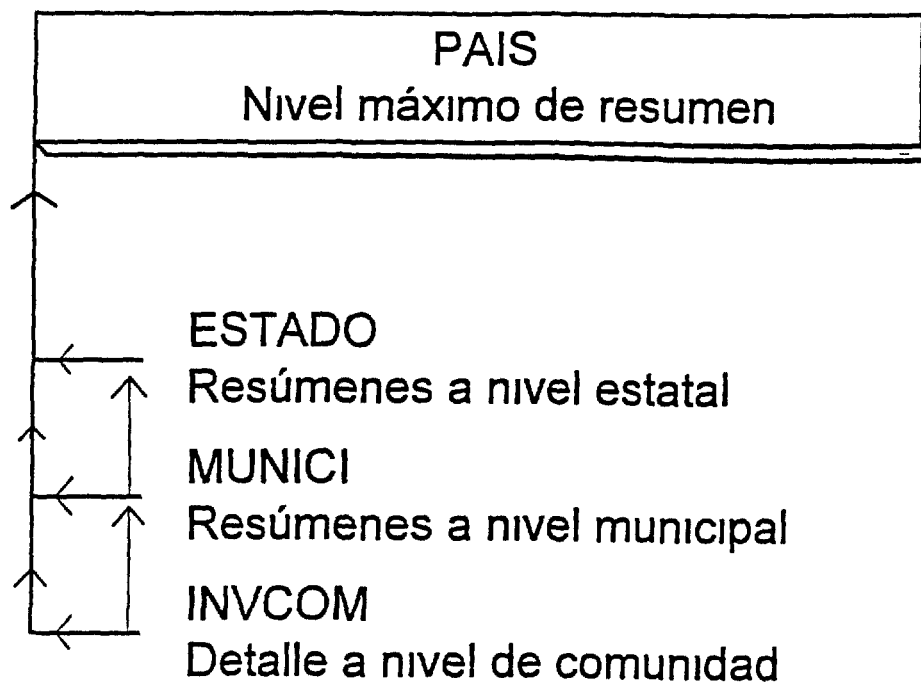 PAIS
Nivel máximo de resumen
ESTADO
Resúmenes a nivel estatal
MUNICI
Resúmenes a nivel municipal
INVCOM
Detalle a nivel de comunidad